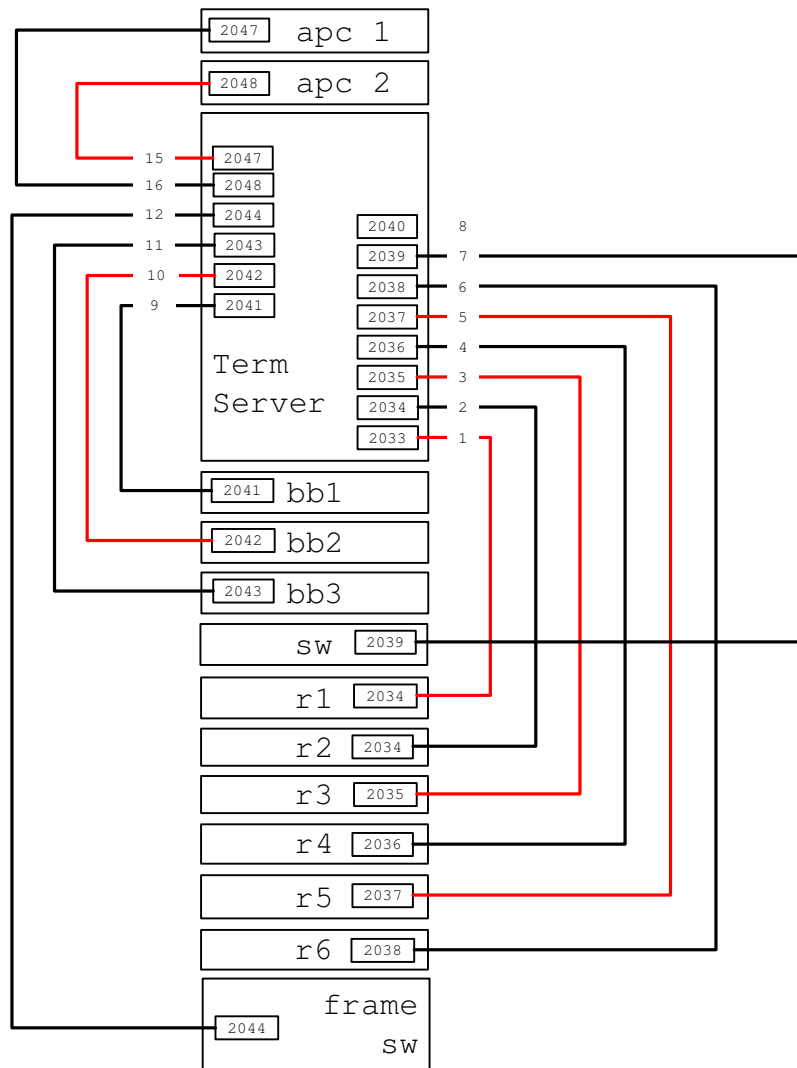 2047 apc 1
2048 apc 2
15 2047
16 2048
12 2044
2040 8
11 2043
2039 7
10 2042
2038 6
9 2041
2037 5
2036 4
Term
2035 3
Server
2034 2
2033 1
2041 bb1
2042 bb2
2043 bb3
sw 2039
r1 2034
r2 2034
r3 2035
r4 2036
r5 2037
r6 2038
frame
2044
sw